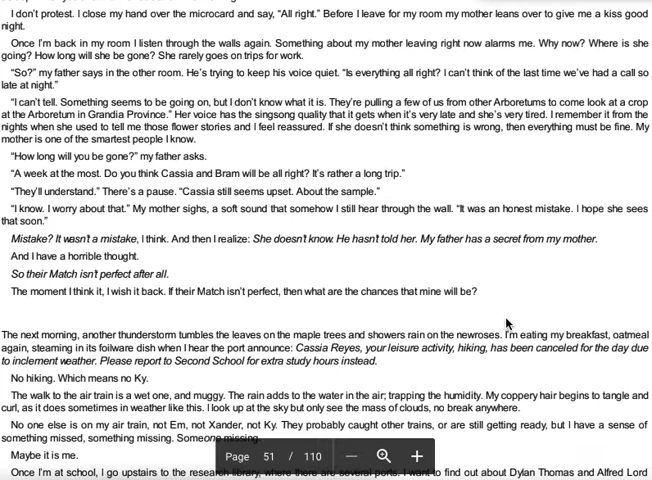 I don't protest. I close my hand over the microcard and say, "All right." Before I leave for my room my mother leans over to give me a kiss good
night.
Once I'm back in my room I listen through the walls again. Something about my mother leaving right now alarms me. Why now? Where is she
going? How long will she be gone? She rarely goes on trips for work.
"So?" my father says in the other room. He's trying to keep his voice quiet. "Is everything all right? I can't think of the last time we've had a call so
late at night."
"I can't tell. Something seems to be going on, but I don't know what it is. They're pulling a few of us from other Arboretums to come look at a crop
at the Arboretum in Grandia Province." Her voice has the singsong quality that it gets when it's very late and she's very tired. I remember it from the
nights when she used to tell me those flower stories and I feel reassured. If she doesn't think something is wrong, then everything must be fine. My
mother is one of the smartest people I know.
"How long will you be gone?" my father asks.
"A week at the most. Do you think Cassia and Bram will be all right? It's rather a long trip."
"They'll understand." There's a pause. "Cassia still seems upset. About the sample."
"I know. I worry about that." My mother sighs, a soft sound that somehow I still hear through the wall. "It was an honest mistake. I hope she sees
that soon."
Mistake? It wasn't a mistake, I think. And then I realize: She doesn't know. He hasn't told her. My father has a secret from my mother.
And I have a horrible thought.
So their Match isn't perfect after all.
The moment I think it, I wish it back. If their Match isn't perfect, then what are the chances that mine will be?
The next morning, another thunderstorm tumbles the leaves on the maple trees and showers rain on the newroses. I'm eating my breakfast, oatmeal
again, steaming in its foilware dish when I hear the port announce: Cassia Reyes, your leisure activity, hiking, has been canceled for the day due
to inclement weather. Please report to Second School for extra study hours instead.
No hiking. Which means no Ky.
The walk to the air train is a wet one, and muggy. The rain adds to the water in the air; trapping the humidity. My coppery hair begins to tangle and
curl, as it does sometimes in weather like this. I look up at the sky but only see the mass of clouds, no break anywhere.
No one else is on my air train, not Em, not Xander, not Ky. They probably caught other trains, or are still getting ready, but I have a sense of
something missed, something missing. Someone missing.
Maybe it is me.
Once I'm at school, I go upstairs to the research library, where there are several ports. I want to find out about Dylan Thomas and Alfred Lord
Page 51 / 110